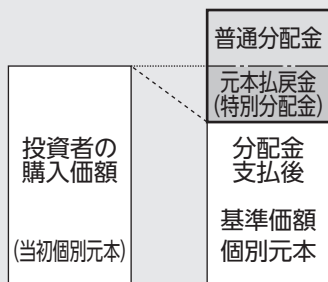 普通分配金
元本払戻金
(特別分配金)
投資者の
購入価額
(当初個別元本)
分配金
支払後
基準価額
個別元本